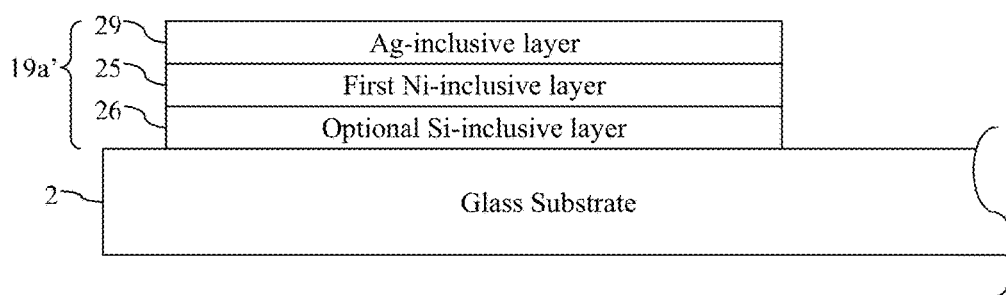 29
Ag-inclusive layer
19a'
25
First Ni-inclusive layer
26
Optional Si-inclusive layer
2
Glass Substrate